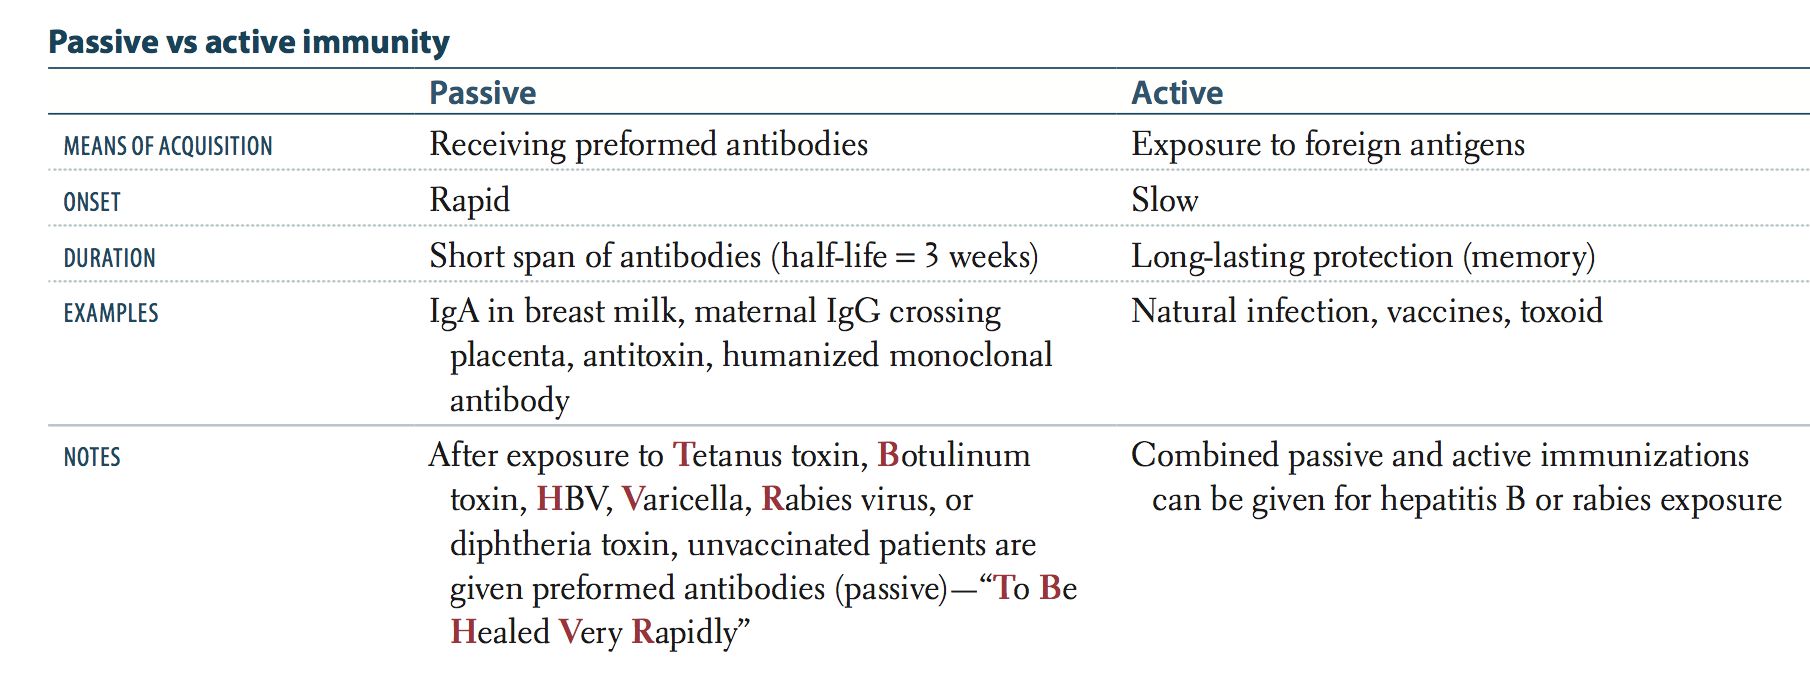 Passive vs active immunity
Passive Active
MEANS OF ACQUISITION Receiving preformed antibodies Exposure to foreign antigens
ONSET Rapid Slow
DURATION Short span of antibodies (half-life = 3 weeks) Long-lasting protection (memory)
EXAMPLES IgA in breast milk, maternal IgG crossing Natural infection, vaccines, toxoid
placenta, antitoxin, humanized monoclonal
antibody
NOTES After exposure to Tetanus toxin, Botulinum Combined passive and active immunizations
toxin, HBV, Varicella, Rabies virus, or can be given for hepatitis B or rabies exposure
diphtheria toxin, unvaccinated patients are
given preformed antibodies (passive)—“To Be
Healed Very Rapidly”